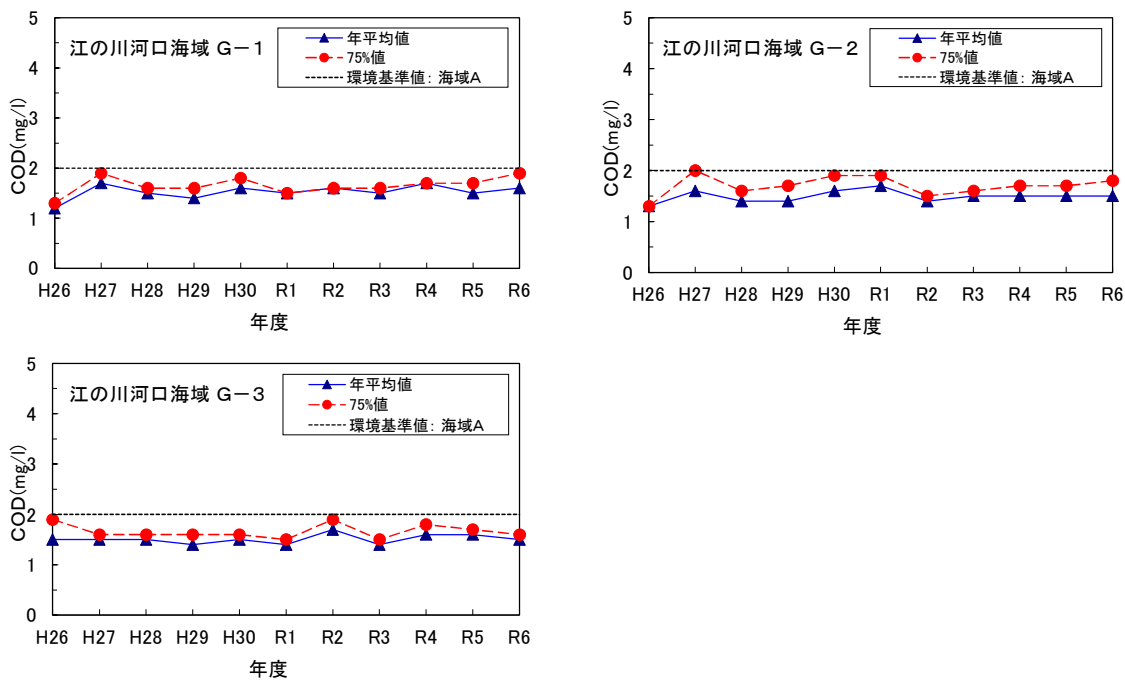 江の川河口海域 G－1
年平均値
75%値
環境基準値: 海域A
COD(mg/l)
5
4
3
2
1
0
H26 H27 H28 H29 H30 R1 R2 R3 R4 R5 R6
年度
江の川河口海域 G－2
年平均値
75%値
環境基準値: 海域A
COD(mg/l)
5
4
3
2
1
0
H26 H27 H28 H29 H30 R1 R2 R3 R4 R5 R6
年度
江の川河口海域 G－3
年平均値
75%値
環境基準値: 海域A
COD(mg/l)
5
4
3
2
1
0
H26 H27 H28 H29 H30 R1 R2 R3 R4 R5 R6
年度